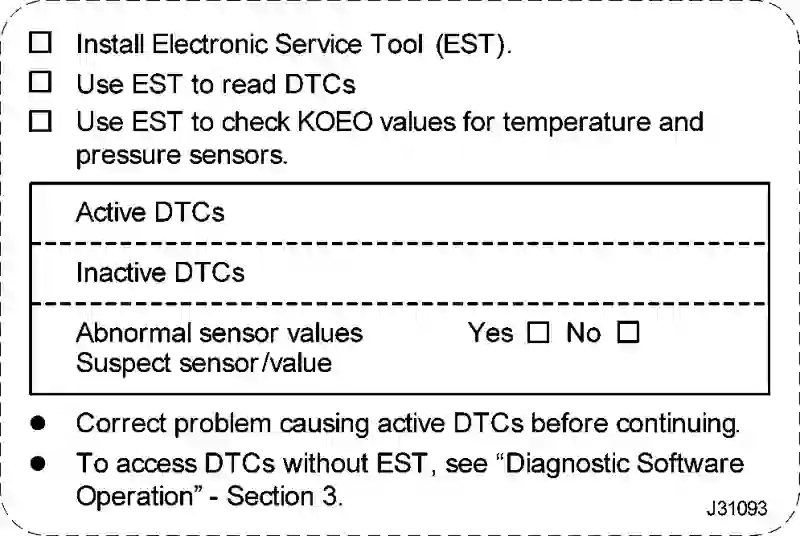 Install Electronic Service Tool (EST).
Use EST to read DTCs
Use EST to check KOEO values for temperature and
pressure sensors.
Active DTCs
Inactive DTCs
Abnormal sensor values Yes No
Suspect sensor/value
Correct problem causing active DTCs before continuing.
To access DTCs without EST, see “Diagnostic Software
Operation” - Section 3.
J31093